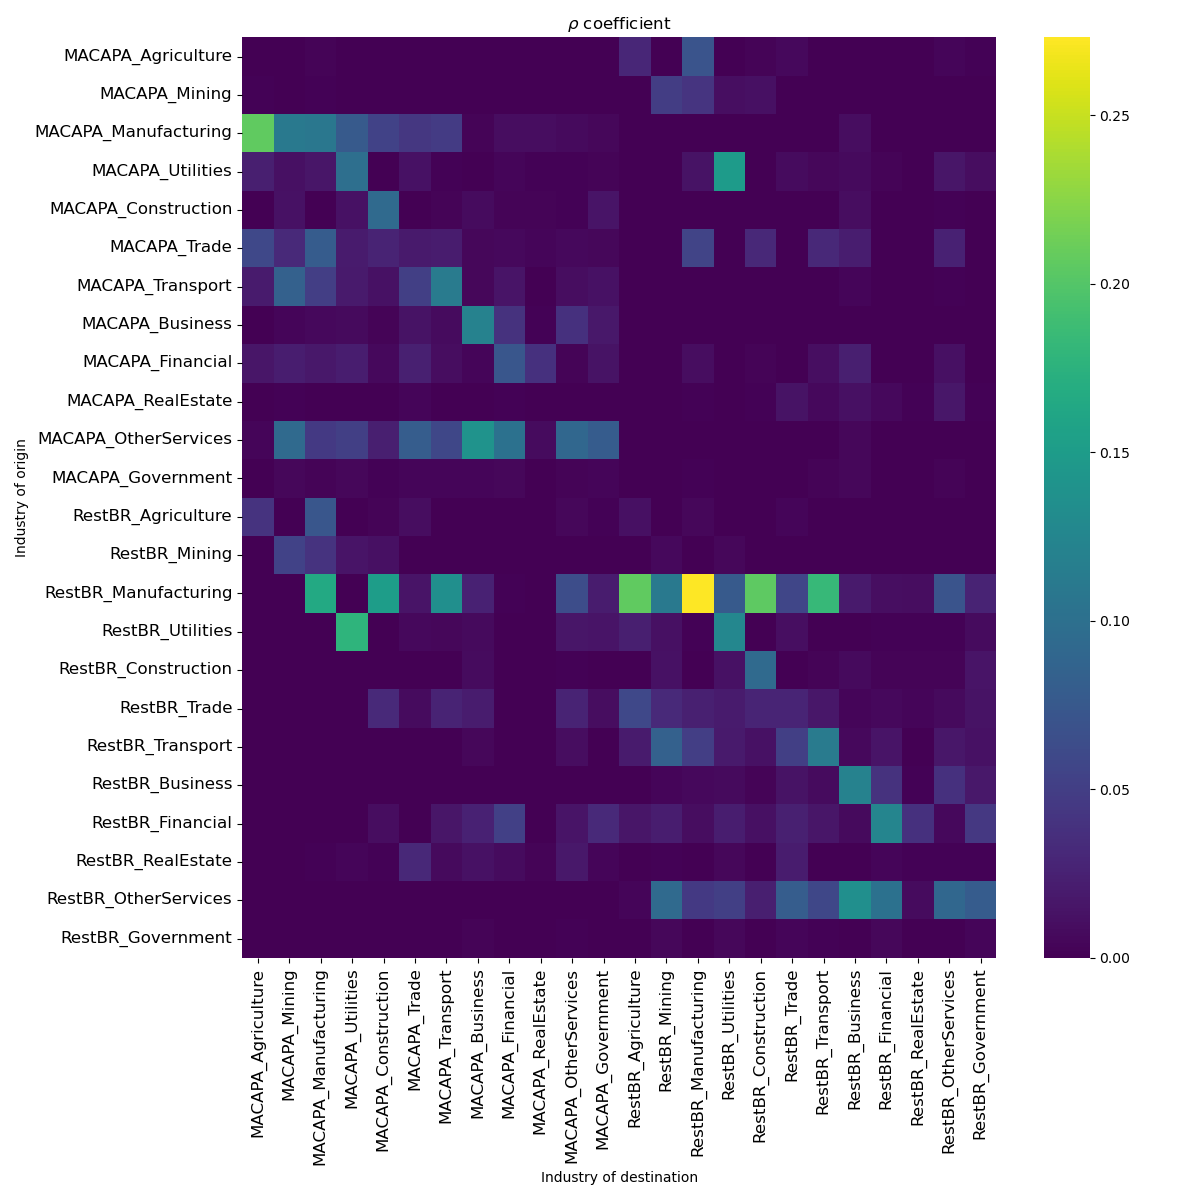 ρ coefficient
MACAPA_Agriculture
MACAPA_Mining
MACAPA_Manufacturing
MACAPA_Utilities
MACAPA_Construction
MACAPA_Trade
MACAPA_Transport
MACAPA_Business
MACAPA_Financial
MACAPA_RealEstate
MACAPA_OtherServices
MACAPA_Government
RestBR_Agriculture
RestBR_Mining
RestBR_Manufacturing
RestBR_Utilities
RestBR_Construction
RestBR_Trade
RestBR_Transport
RestBR_Business
RestBR_Financial
RestBR_RealEstate
RestBR_OtherServices
RestBR_Government
Industry of origin
MACAPA_Agriculture
MACAPA_Mining
MACAPA_Manufacturing
MACAPA_Utilities
MACAPA_Construction
MACAPA_Trade
MACAPA_Transport
MACAPA_Business
MACAPA_Financial
MACAPA_RealEstate
MACAPA_OtherServices
MACAPA_Government
RestBR_Agriculture
RestBR_Mining
RestBR_Manufacturing
RestBR_Utilities
RestBR_Construction
RestBR_Trade
RestBR_Transport
RestBR_Business
RestBR_Financial
RestBR_RealEstate
RestBR_OtherServices
RestBR_Government
Industry of destination
0.25
0.20
0.15
0.10
0.05
0.00